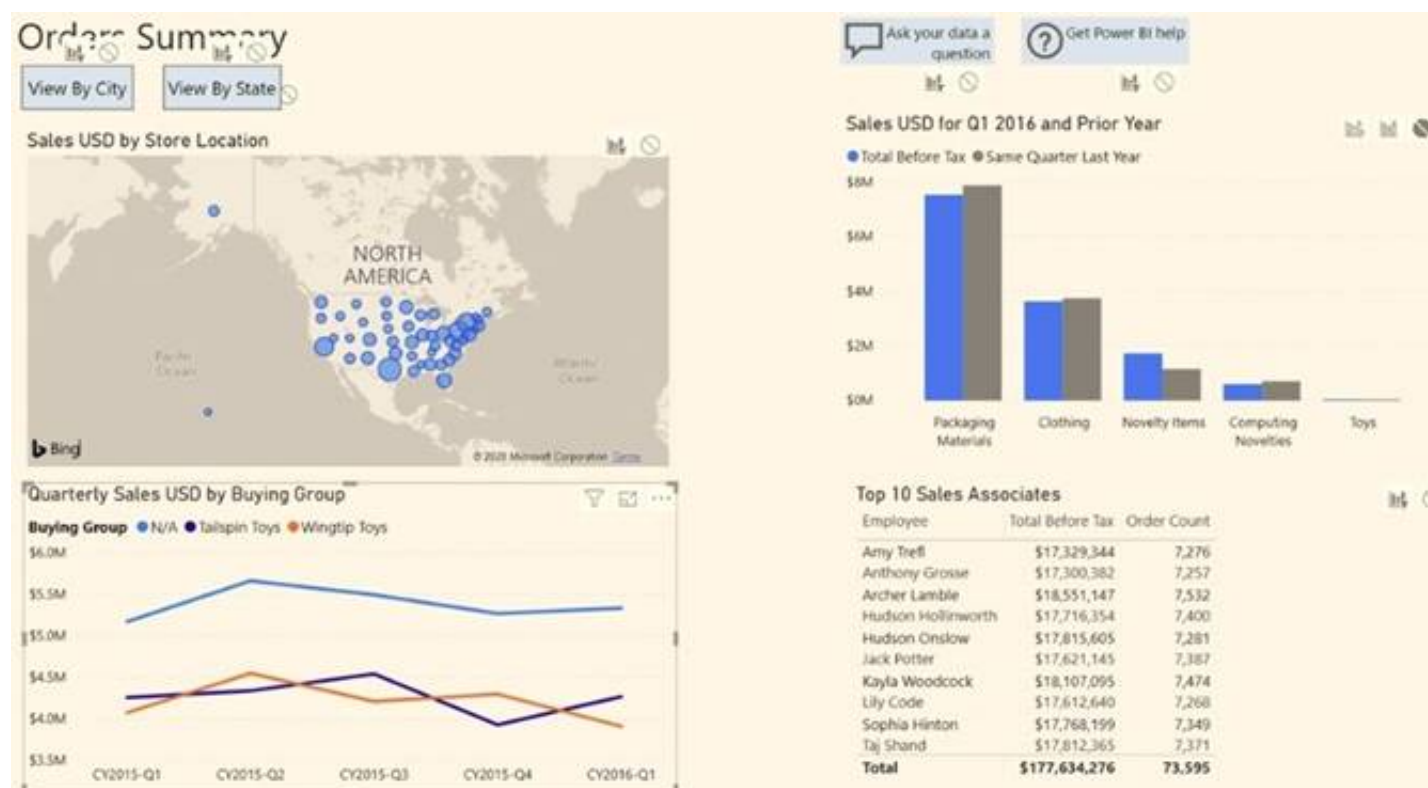 Orders Summary
View By City
View By State
Ask your data a
question
Get Power BI help
Sales USD by Store Location
NORTH
AMERICA
Pacific
Ocean
Atlantic
Ocean
Bing
© 2020 Microsoft Corporation Terms
Sales USD for Q1 2016 and Prior Year
Total Before Tax Same Quarter Last Year
$8M
$6M
$4M
$2M
$0M
Packaging Materials
Clothing
Novelty Items
Computing Novelties
Toys
Quarterly Sales USD by Buying Group
Buying Group N/A Tailspin Toys Wingtip Toys
$6.0M
$5.5M
$5.0M
$4.5M
$4.0M
$3.5M
CY2015-Q1 CY2015-Q2 CY2015-Q3 CY2015-Q4 CY2016-Q1
Top 10 Sales Associates
Employee Total Before Tax Order Count
Amy Trefl $17,329,344 7,276
Anthony Grosse $17,300,382 7,257
Archer Lamble $18,551,147 7,532
Hudson Hollinworth $17,716,354 7,400
Hudson Onslow $17,815,605 7,281
Jack Potter $17,621,145 7,387
Kayla Woodcock $18,107,095 7,474
Lily Code $17,612,640 7,268
Sophia Hinton $17,768,199 7,349
Taj Shand $17,812,365 7,371
Total $177,634,276 73,595